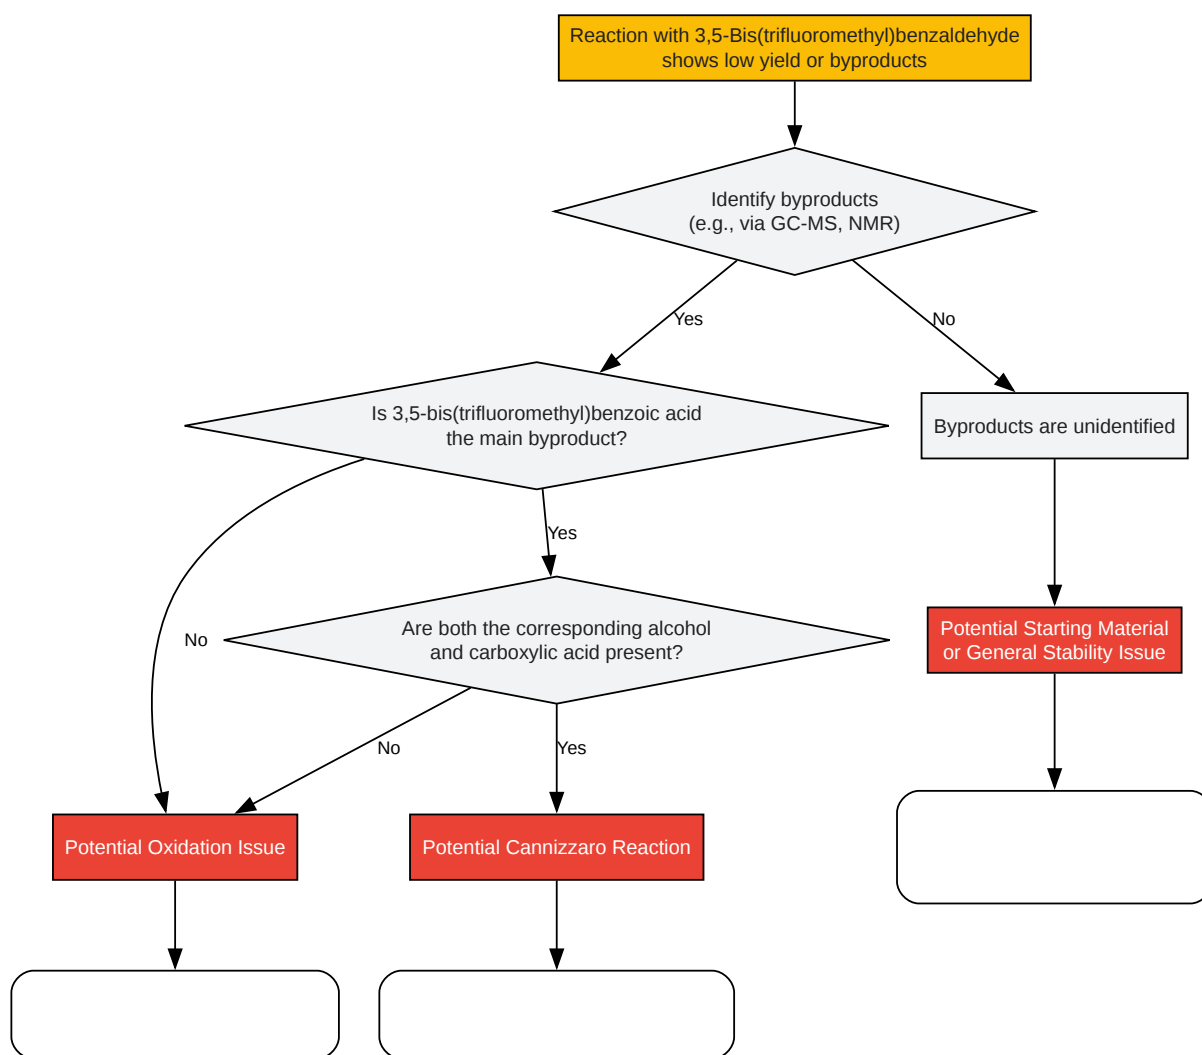 Reaction with 3,5-Bis(trifluoromethyl)benzaldehyde
shows low yield or byproducts
Identify byproducts
(e.g., via GC-MS, NMR)
Yes
No
Is 3,5-bis(trifluoromethyl)benzoic acid
the main byproduct?
Byproducts are unidentified
Yes
No
Are both the corresponding alcohol
and carboxylic acid present?
Potential Starting Material
or General Stability Issue
No
Yes
Potential Oxidation Issue
Potential Cannizzaro Reaction